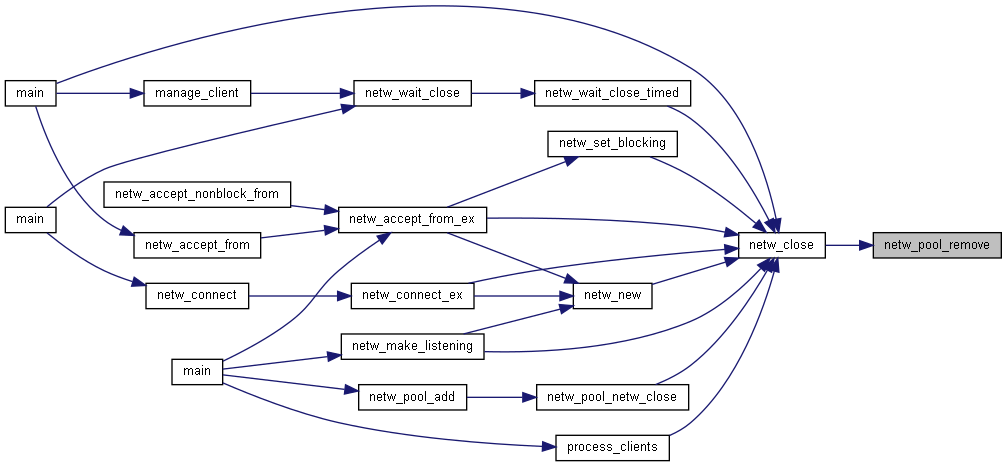 main
manage_client
netw_wait_close
netw_wait_close_timed
netw_set_blocking
netw_accept_nonblock_from
main
netw_accept_from_ex
netw_accept_from
netw_close
netw_pool_remove
netw_connect
netw_connect_ex
netw_new
netw_make_listening
main
netw_pool_add
netw_pool_netw_close
process_clients